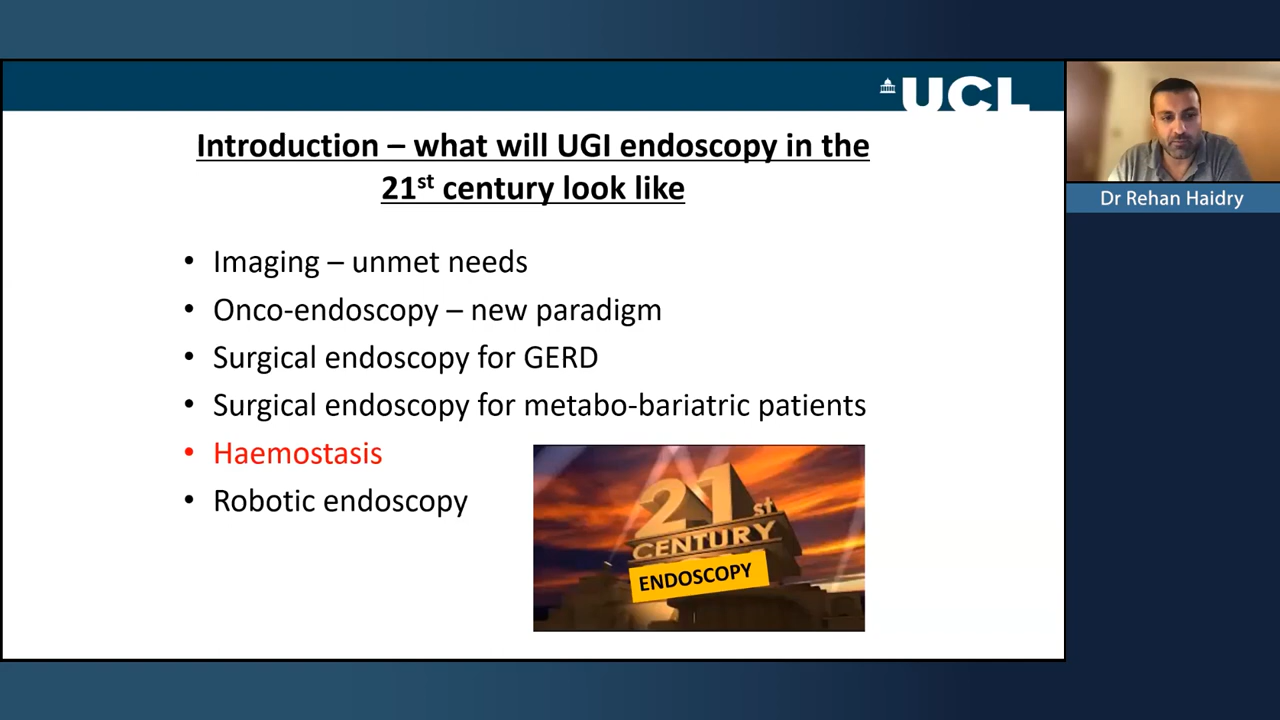 UCL
Introduction – what will UGI endoscopy in the
21st century look like
• Imaging – unmet needs
• Onco-endoscopy – new paradigm
• Surgical endoscopy for GERD
• Surgical endoscopy for metabo-bariatric patients
• Haemostasis
• Robotic endoscopy
21st
CENTURY
ENDOSCOPY
Dr Rehan Haidry